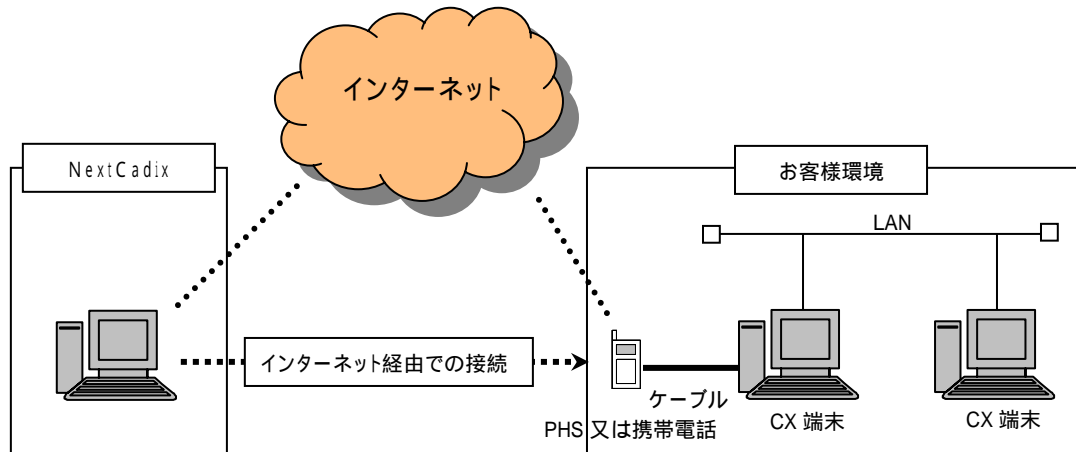 インターネット
NextCadix
お客様環境
LAN
インターネット経由での接続
ケーブル
PHS 又は携帯電話
CX 端末
CX 端末